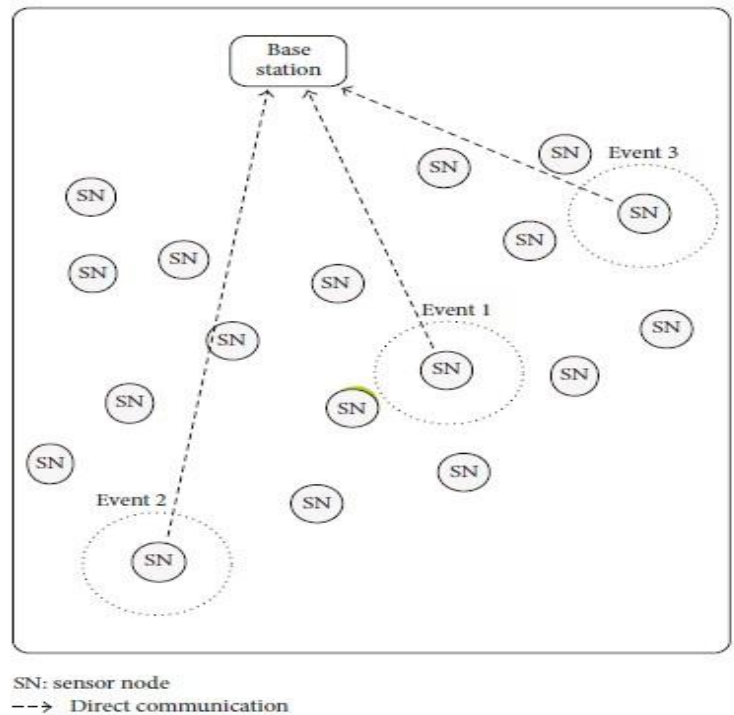 Base
station
SN
Event 3
SN
SN
SN
SN
SN
SN
SN
SN
Event 1
SN
SN
SN
SN
SN
SN
SN
SN
Event 2
SN
SN
SN: sensor node
Direct communication